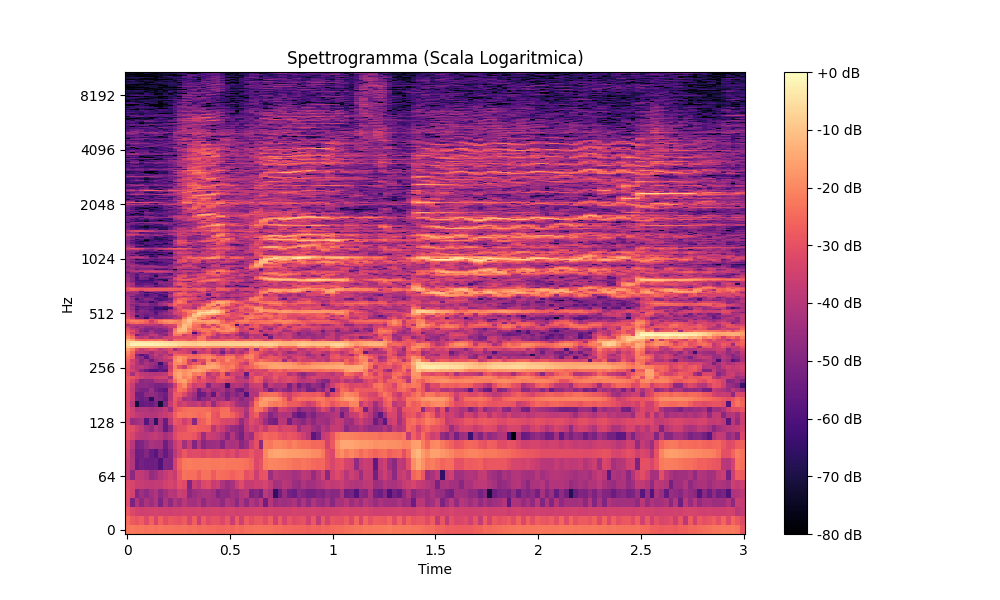 Spettrogramma (Scala Logaritmica)
8192
4096
2048
1024
512
256
128
64
0
Hz
0
0.5
1
1.5
2
2.5
3
Time
+0 dB
-10 dB
-20 dB
-30 dB
-40 dB
-50 dB
-60 dB
-70 dB
-80 dB